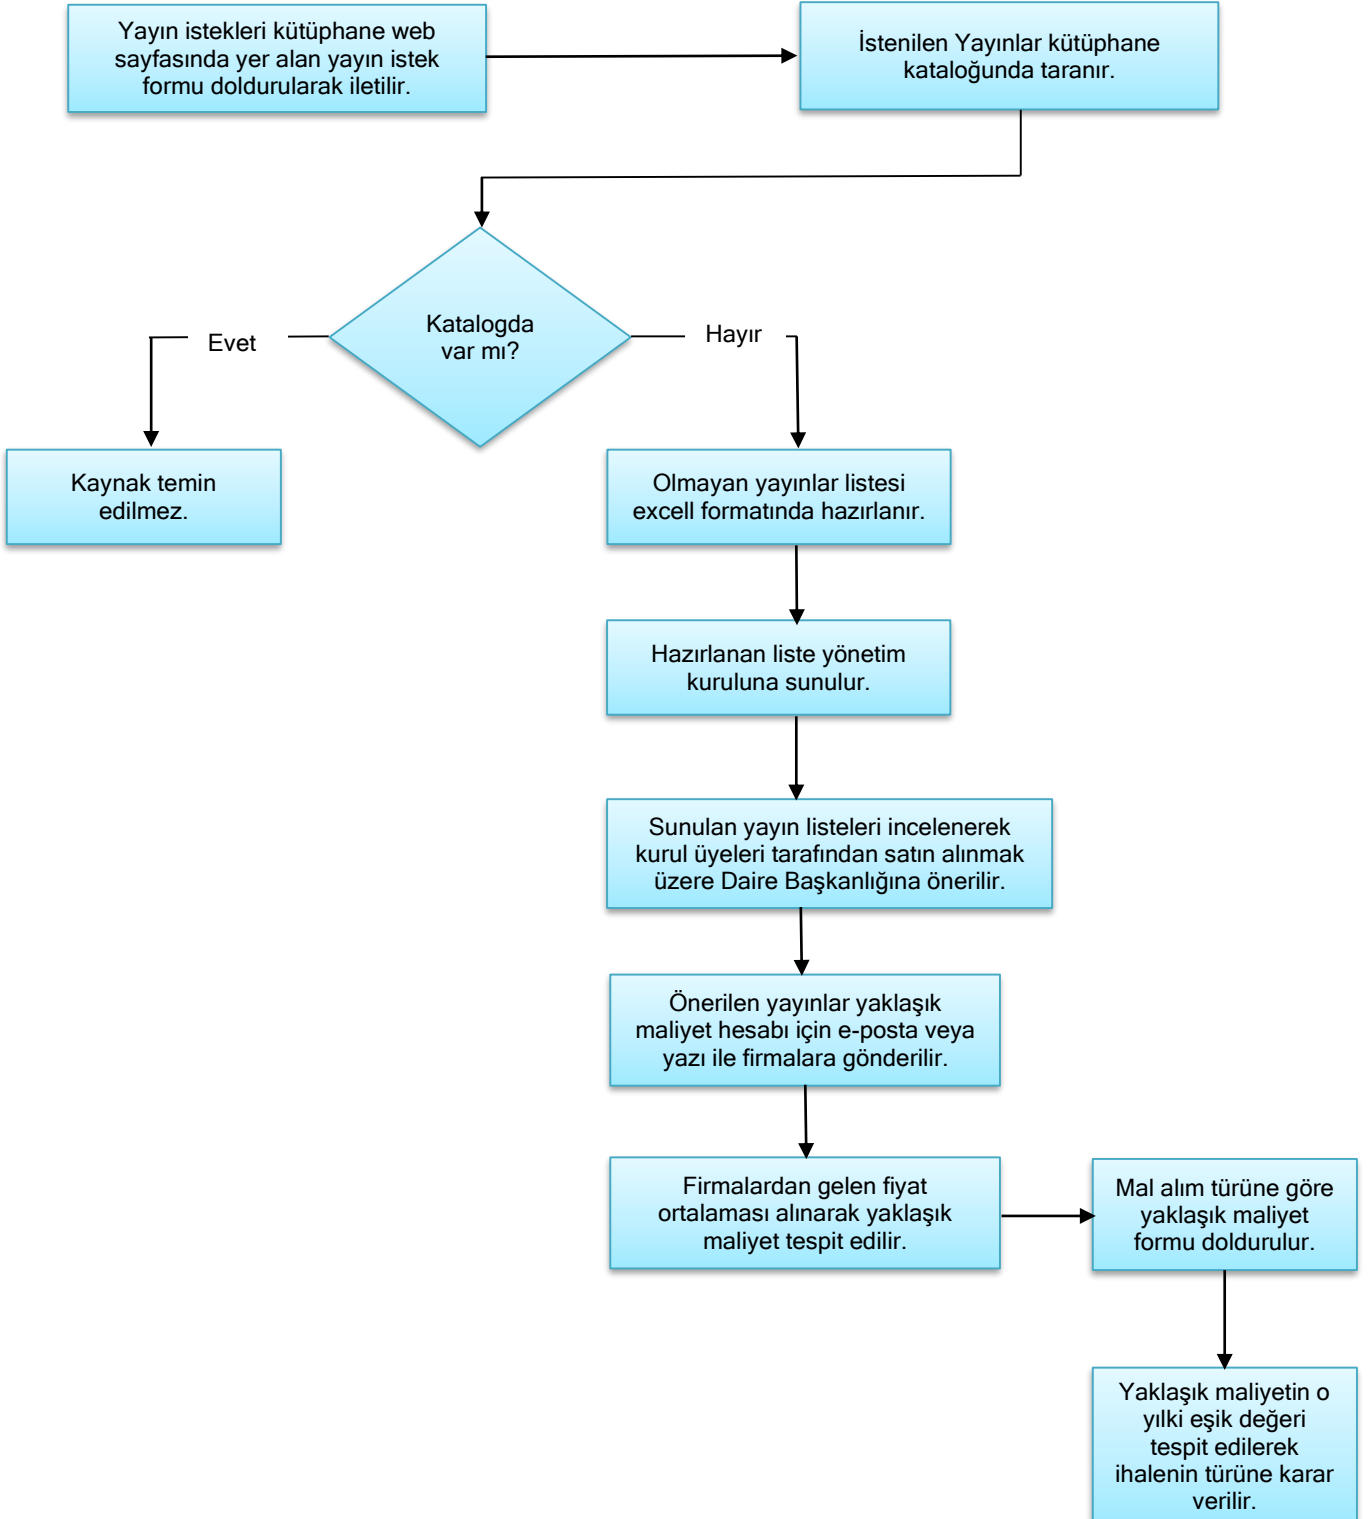 Yayın istekleri kütüphane web
sayfasında yer alan yayın istek
formu doldurularak iletilir.
İstenilen Yayınlar kütüphane
kataloğunda taranır.
Katalogda
var mı?
Evet
Hayır
Kaynak temin
edilmez.
Olmayan yayınlar listesi
excell formatında hazırlanır.
Hazırlanan liste yönetim
kuruluna sunulur.
Sunulan yayın listeleri incelenerek
kurul üyeleri tarafından satın alınmak
üzere Daire Başkanlığına önerilir.
Önerilen yayınlar yaklaşık
maliyet hesabı için e-posta veya
yazı ile firmalara gönderilir.
Firmalardan gelen fiyat
ortalaması alınarak yaklaşık
maliyet tespit edilir.
Mal alım türüne göre
yaklaşık maliyet
formu doldurulur.
Yaklaşık maliyetin o
yılki eşik değeri
tespit edilerek
ihalenin türüne karar
verilir.